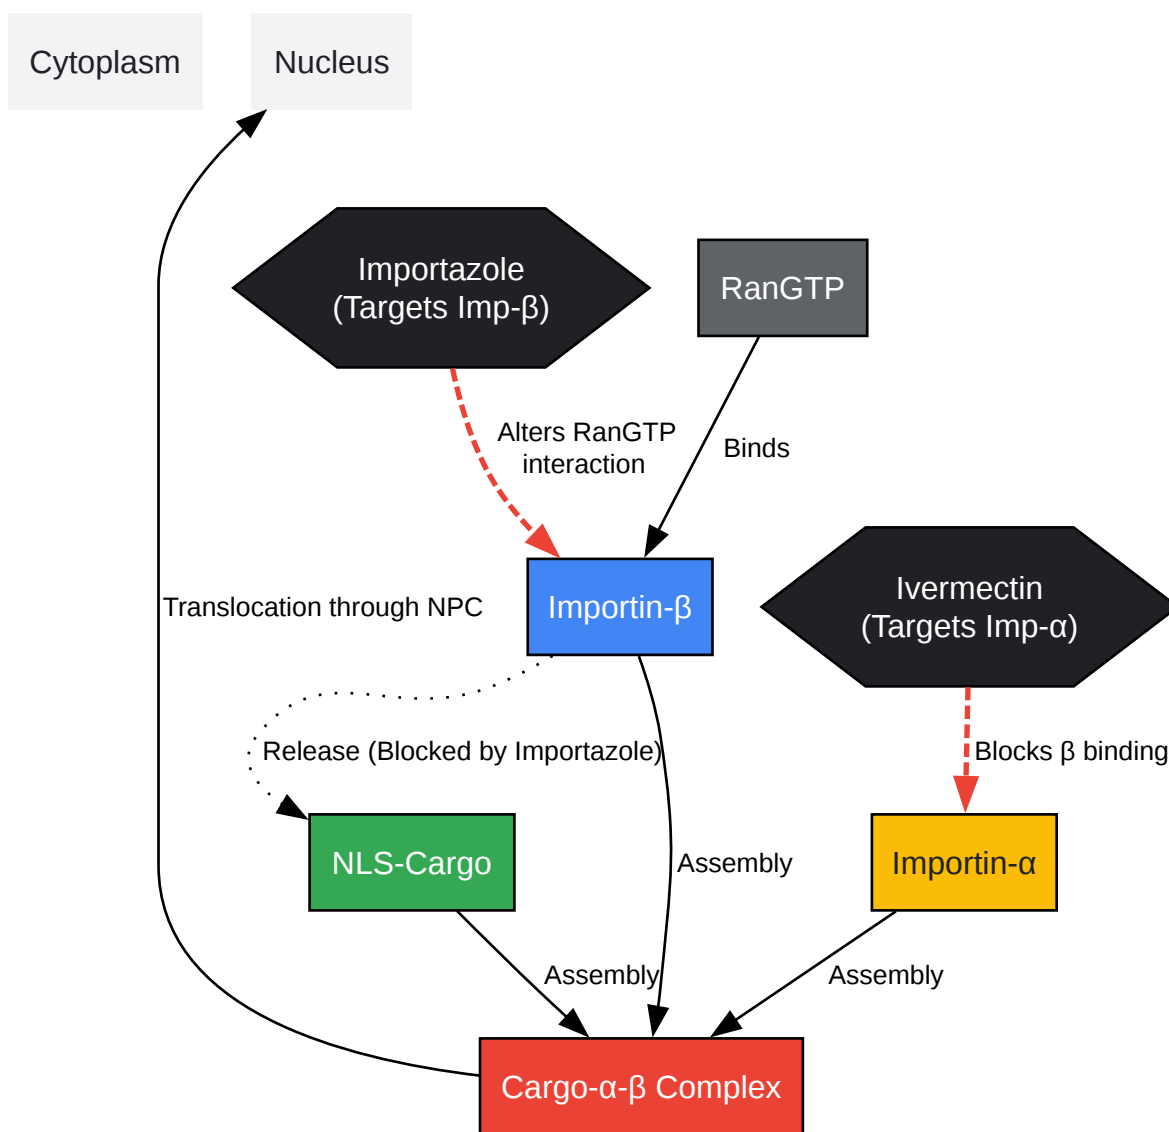 Cytoplasm
Nucleus
Importazole
(Targets Imp-β)
RanGTP
Alters RanGTP
interaction
Binds
Importin-β
Ivermectin
(Targets Imp-α)
Translocation through NPC
Release (Blocked by Importazole)
Blocks β binding
NLS-Cargo
Assembly
Importin-α
Assembly
Assembly
Cargo-α-β Complex